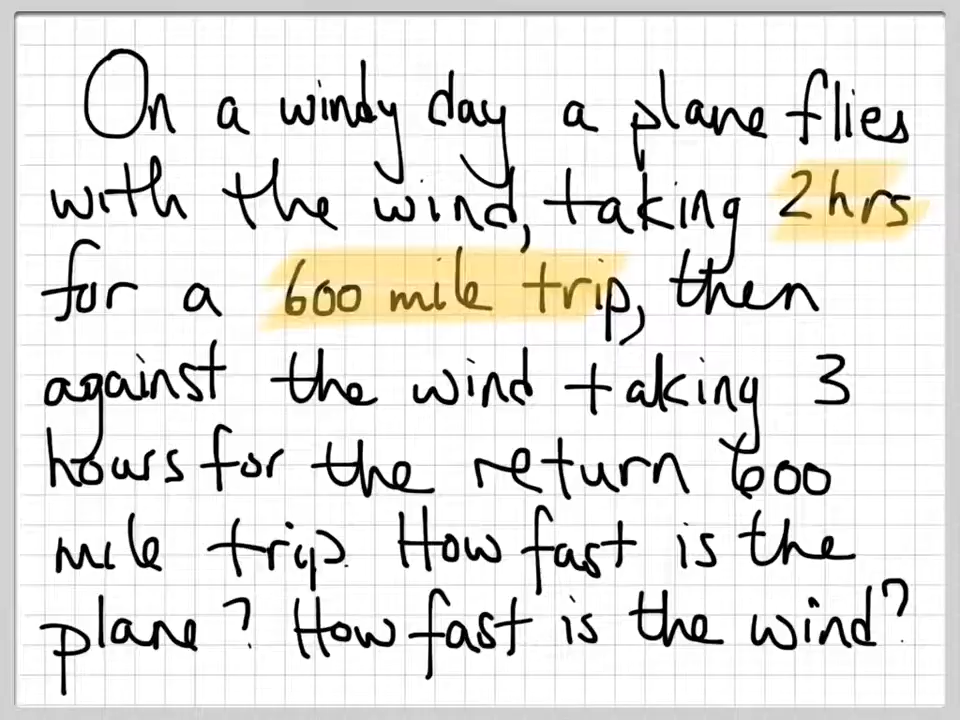 On a windy day a plane flies
with the wind, taking 2hrs
for a 600 mile trip, then
against the wind taking 3
hours for the return 600
mile trip. How fast is the
plane? How fast is the wind?